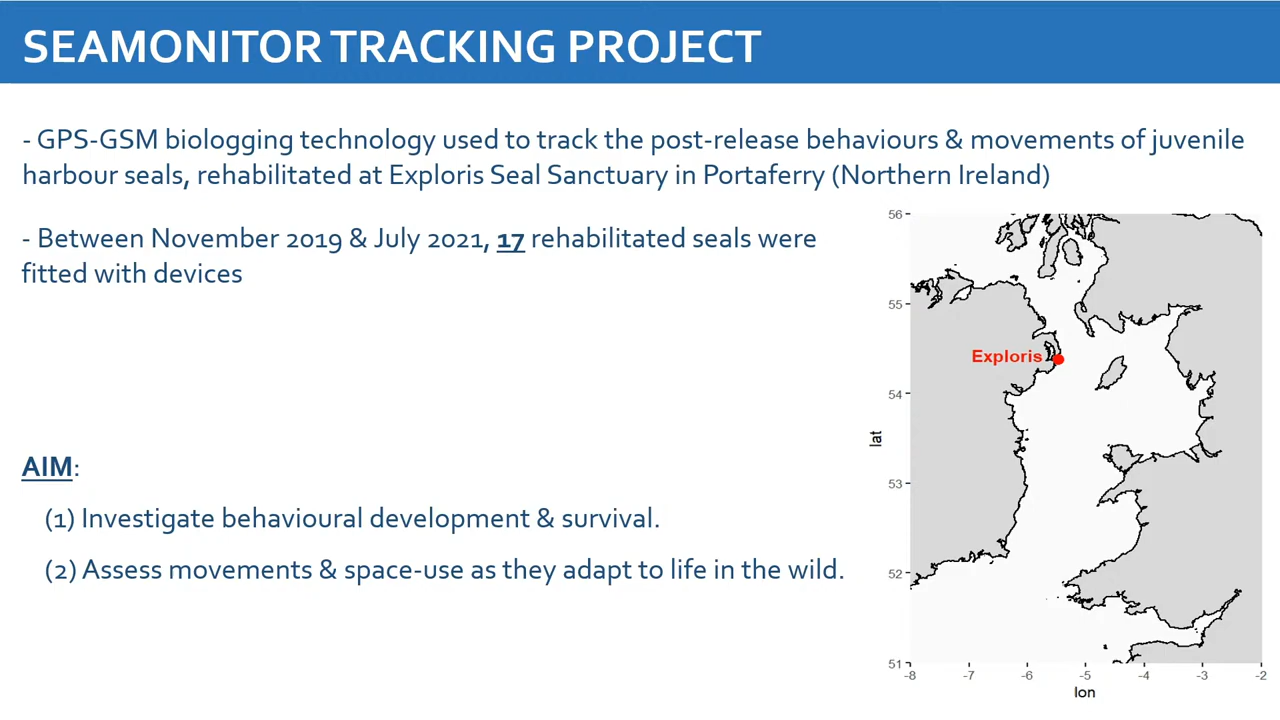 SEAMONITOR TRACKING PROJECT
- GPS-GSM biologging technology used to track the post-release behaviours & movements of juvenile
harbour seals, rehabilitated at Exploris Seal Sanctuary in Portaferry (Northern Ireland)
- Between November 2019 & July 2021, 17 rehabilitated seals were
fitted with devices
AIM:
(1) Investigate behavioural development & survival.
(2) Assess movements & space-use as they adapt to life in the wild.
56
55
54
53
52
51
lat
Exploris
-8 -7 -6 -5 -4 -3 -2
lon